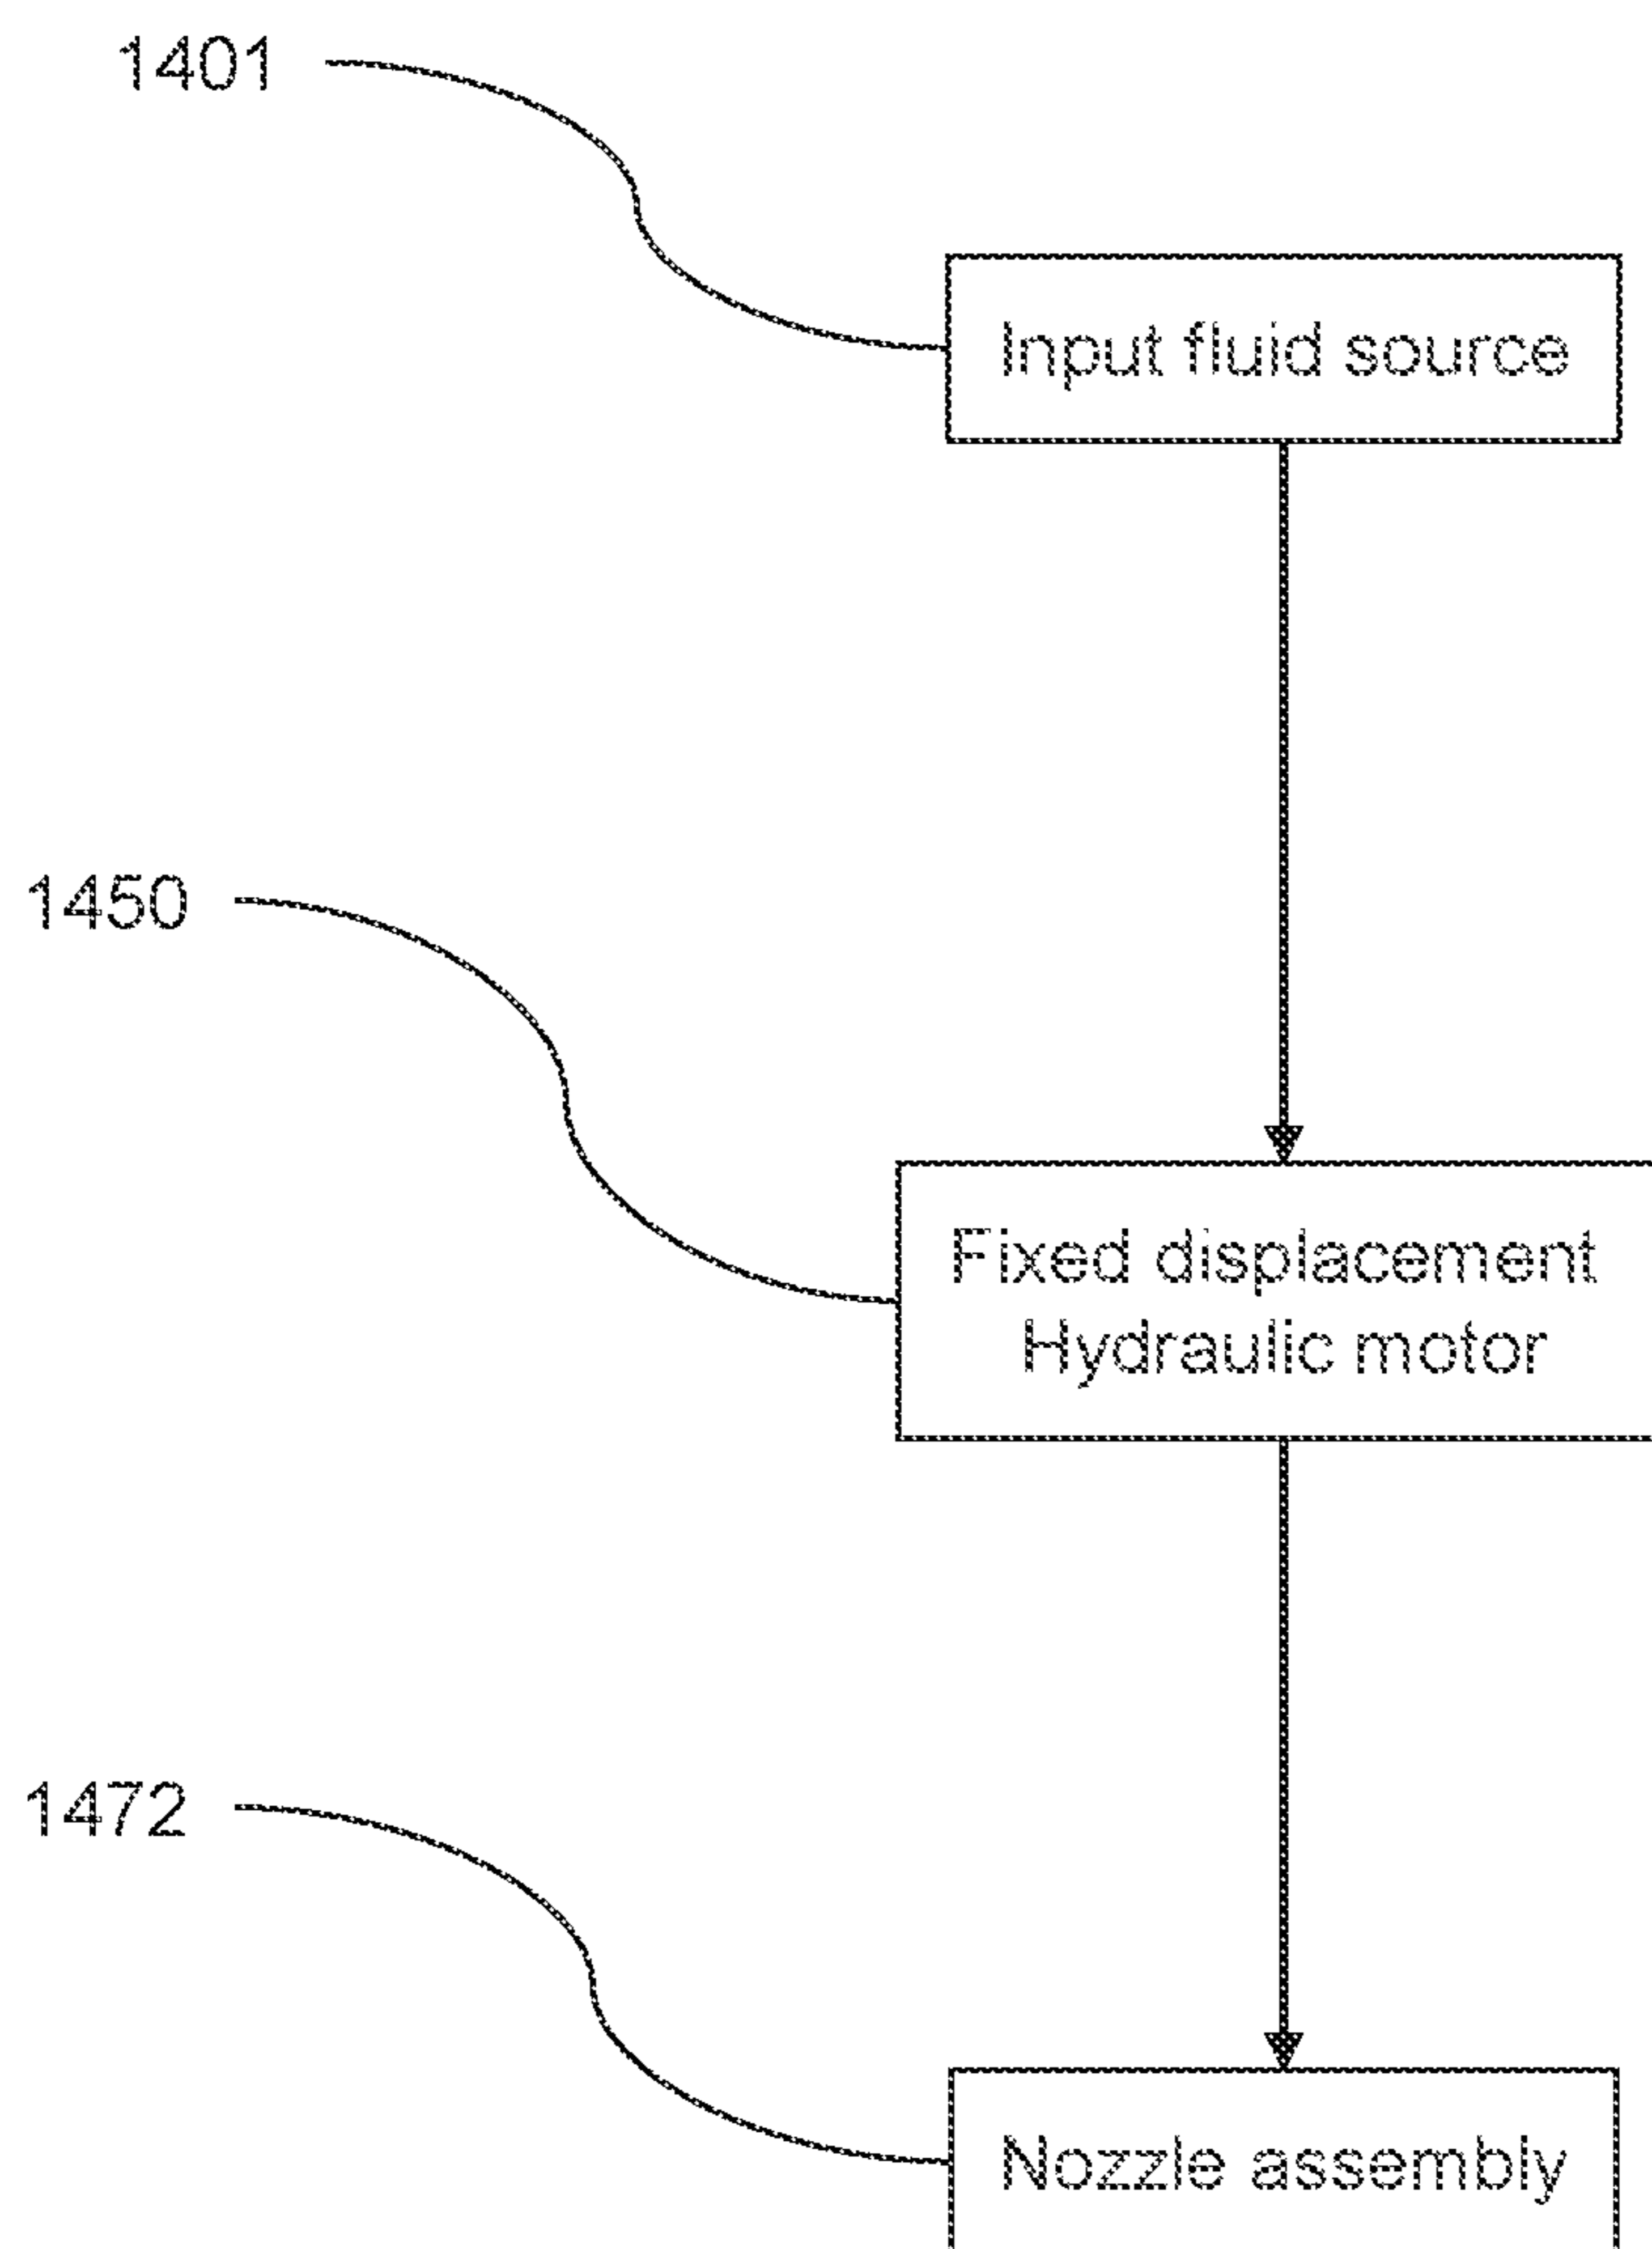 1401
Input fluid source
1450
Fixed displacement
Hydraulic motor
1472
Nozzle assembly